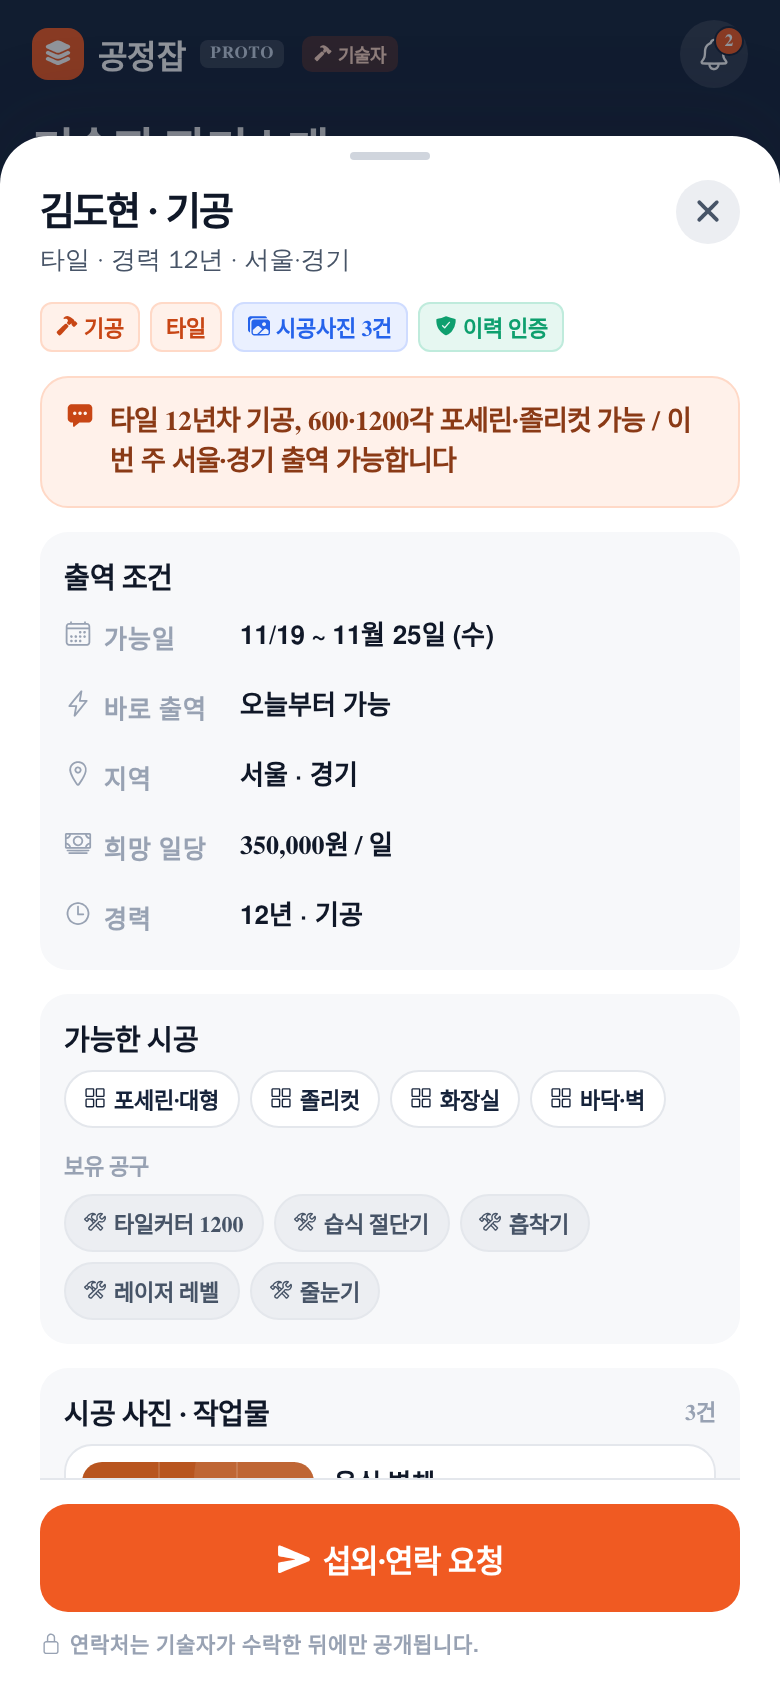 공정잡 PROTO 기술자
2
김도현 · 기공
타일 · 경력 12년 · 서울·경기
기공 타일 시공사진 3건 이력 인증
타일 12년차 기공, 600·1200각 포세린·졸리컷 가능 / 이
번 주 서울·경기 출역 가능합니다
출역 조건
가능일 11/19 ~ 11월 25일 (수)
바로 출역 오늘부터 가능
지역 서울 · 경기
희망 일당 350,000원 / 일
경력 12년 · 기공
가능한 시공
포세린·대형 졸리컷 화장실 바닥·벽
보유 공구
타일커터 1200 습식 절단기 흡착기
레이저 레벨 줄눈기
시공 사진 · 작업물 3건
섭외·연락 요청
연락처는 기술자가 수락한 뒤에만 공개됩니다.